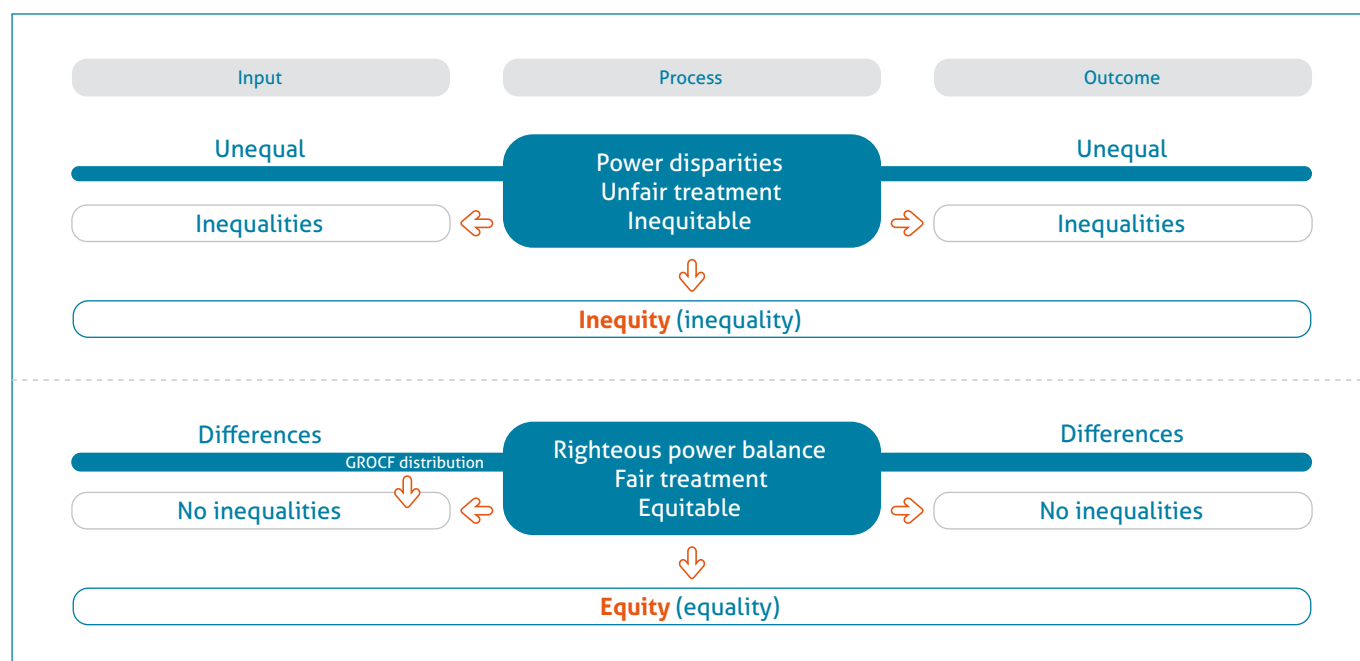 Input
Process
Outcome
Unequal
Power disparities
Unfair treatment
Inequitable
Unequal
Inequalities
Inequalities
Inequity (inequality)
Differences
GROCF distribution
Righteous power balance
Fair treatment
Equitable
Differences
No inequalities
No inequalities
Equity (equality)